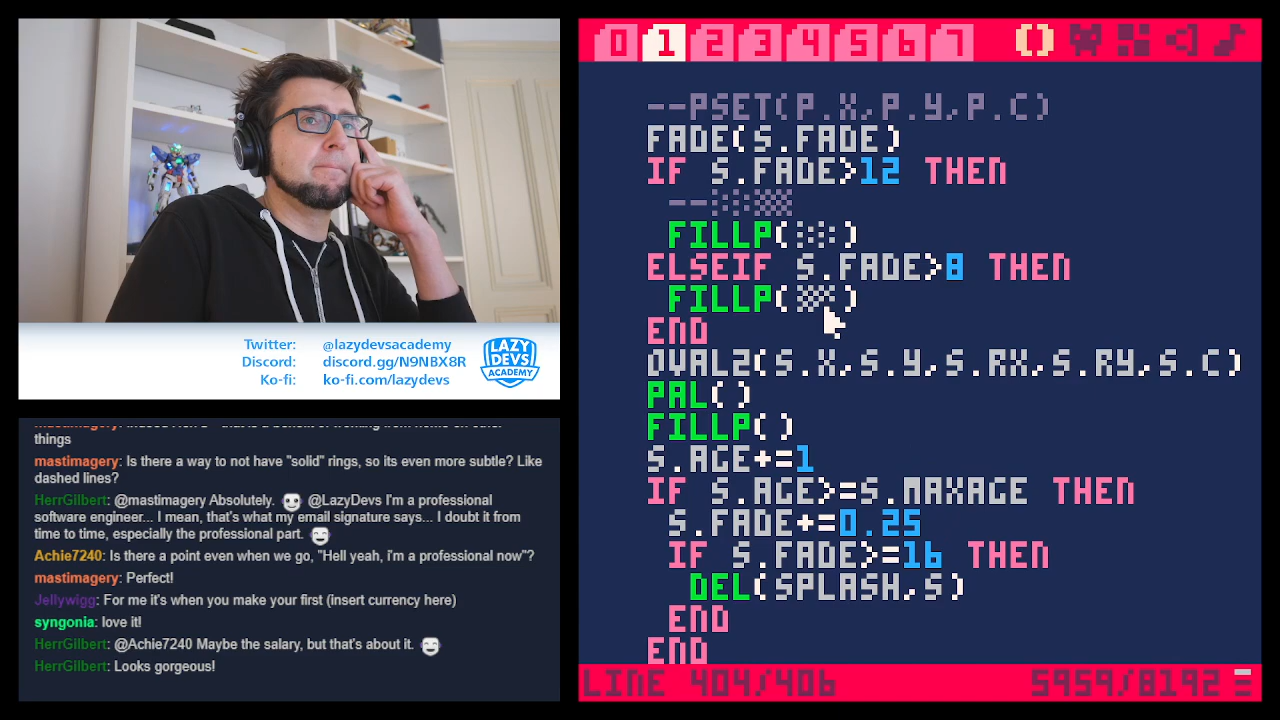 Twitter: @lazydevsacademy
Discord: discord.gg/N9NBX8R
Ko-fi: ko-fi.com/lazydevs
LAZY
DEVS
ACADEMY
things
mastimagery: Is there a way to not have "solid" rings, so its even more subtle? Like
dashed lines?
HerrGilbert: @mastimagery Absolutely. @LazyDevs I'm a professional
software engineer... I mean, that's what my email signature says... I doubt it from
time to time, especially the professional part.
Achie7240: Is there a point even when we go, "Hell yeah, i'm a professional now"?
mastimagery: Perfect!
Jellywigg: For me it's when you make your first (insert currency here)
syngonia: love it!
HerrGilbert: @Achie7240 Maybe the salary, but that's about it.
HerrGilbert: Looks gorgeous!
0 1 2 3 4 5 6 7 ()
--PSET(P.X,P.Y,P.C)
FADE(S.FADE)
IF S.FADE>12 THEN
--░▒
FILLP(░)
ELSEIF S.FADE>8 THEN
FILLP(▒)
END
OVAL2(S.X,S.Y,S.RX,S.RY,S.C)
PAL()
FILLP()
S.AGE+=1
IF S.AGE>=S.MAXAGE THEN
S.FADE+=0.25
IF S.FADE>=16 THEN
DEL(SPLASH,S)
END
END
LINE 404/406 5959/8192